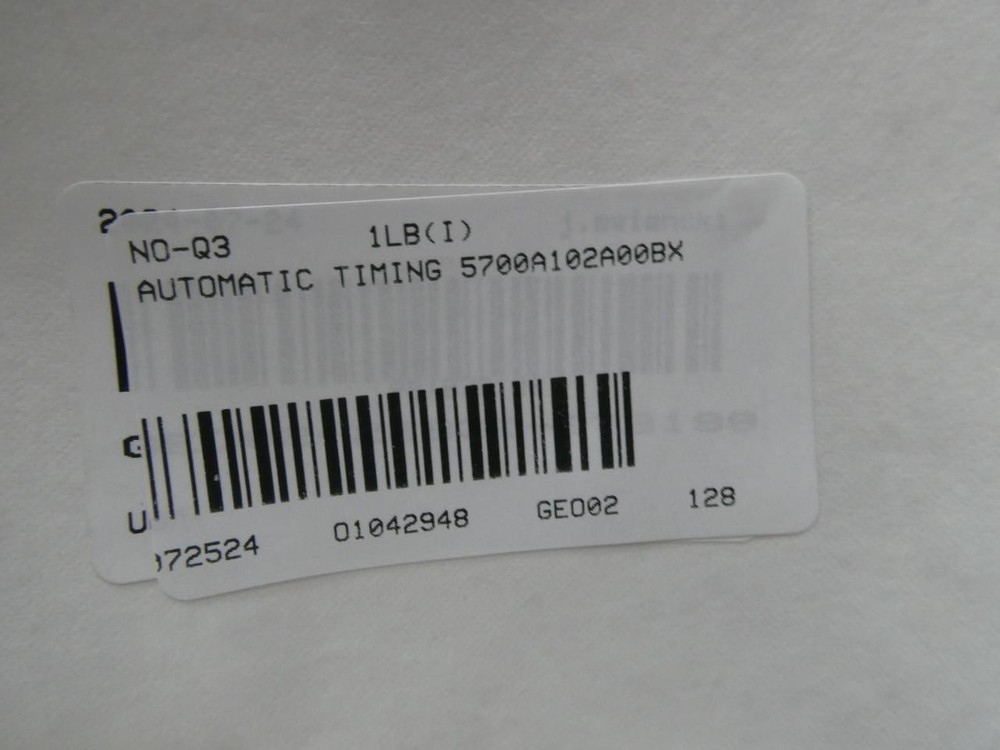 NO-Q3 1LB(I)
AUTOMATIC TIMING 5700A102A00BX
072524 01042948 GE002 128